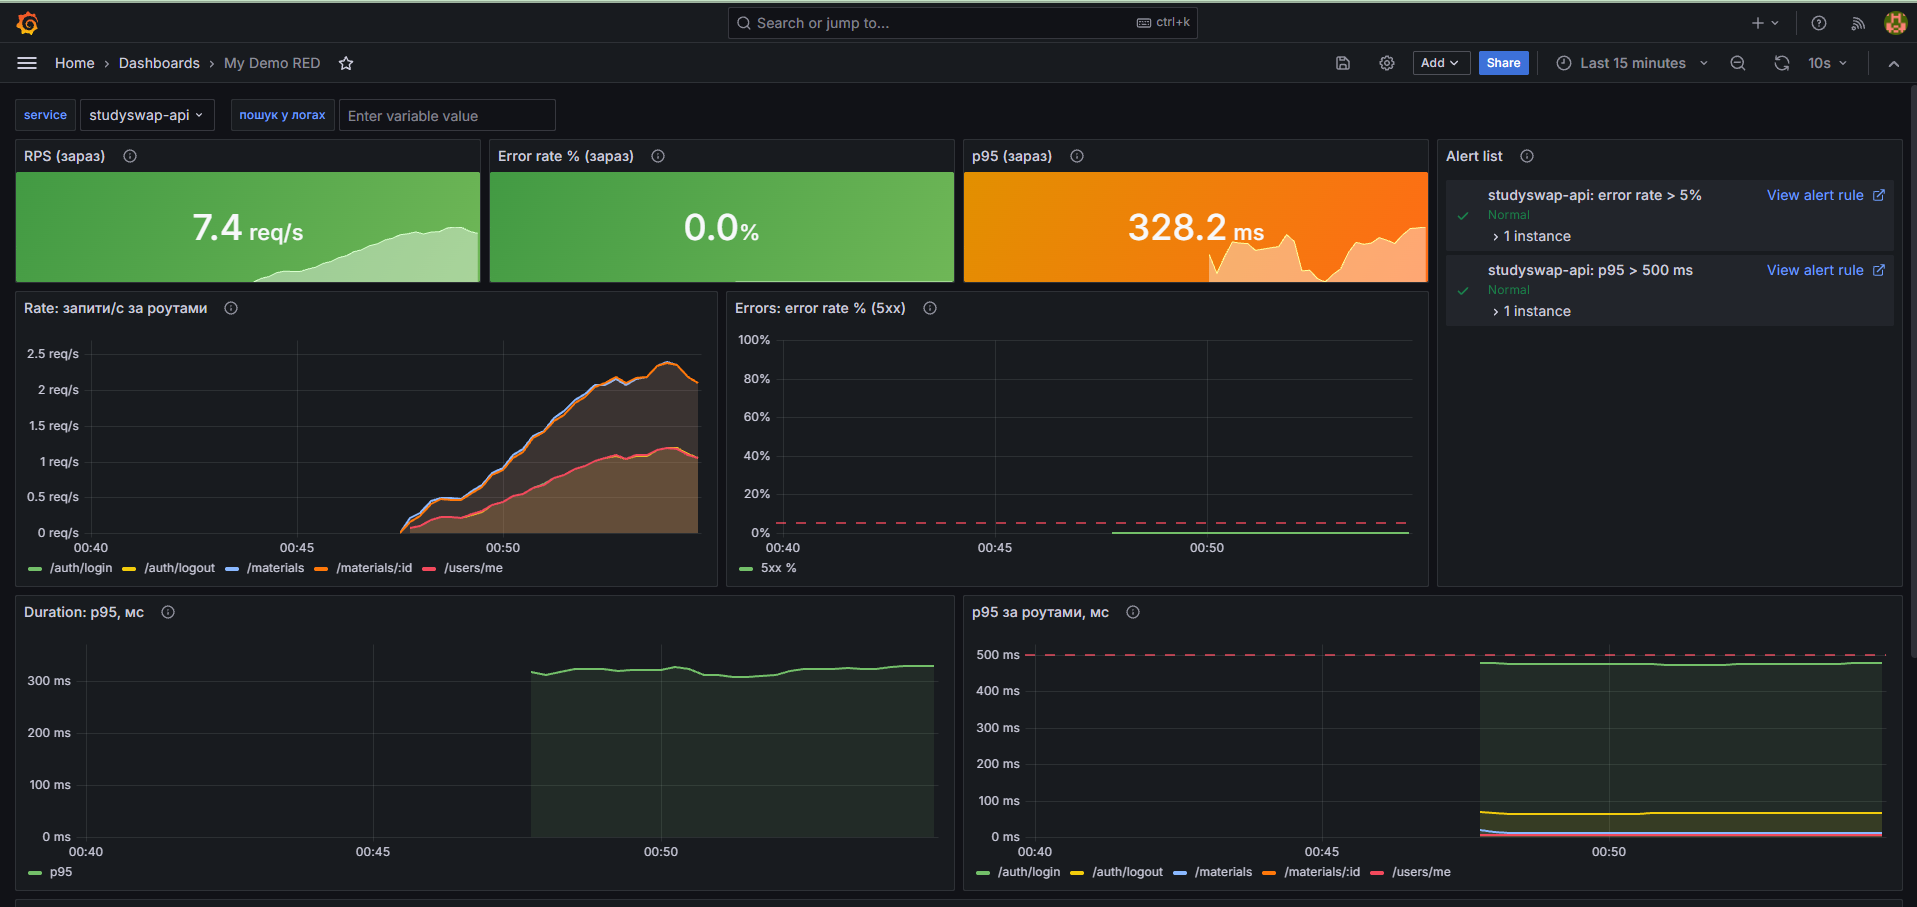 Search or jump to...
ctrl+k
Home › Dashboards › My Demo RED
Add
Share
Last 15 minutes
10s
service
studyswap-api
пошук у логах
Enter variable value
RPS (зараз)
7.4 req/s
Error rate % (зараз)
0.0%
p95 (зараз)
328.2 ms
Alert list
studyswap-api: error rate > 5%
View alert rule
Normal
1 instance
studyswap-api: p95 > 500 ms
View alert rule
Normal
1 instance
Rate: запити/с за роутами
2.5 req/s
2 req/s
1.5 req/s
1 req/s
0.5 req/s
0 req/s
00:40 00:45 00:50
/auth/login /auth/logout /materials /materials/:id /users/me
Errors: error rate % (5xx)
100%
80%
60%
40%
20%
0%
00:40 00:45 00:50
5xx %
Duration: p95, мс
300 ms
200 ms
100 ms
0 ms
00:40 00:45 00:50
p95
p95 за роутами, мс
500 ms
400 ms
300 ms
200 ms
100 ms
0 ms
00:40 00:45 00:50
/auth/login /auth/logout /materials /materials/:id /users/me